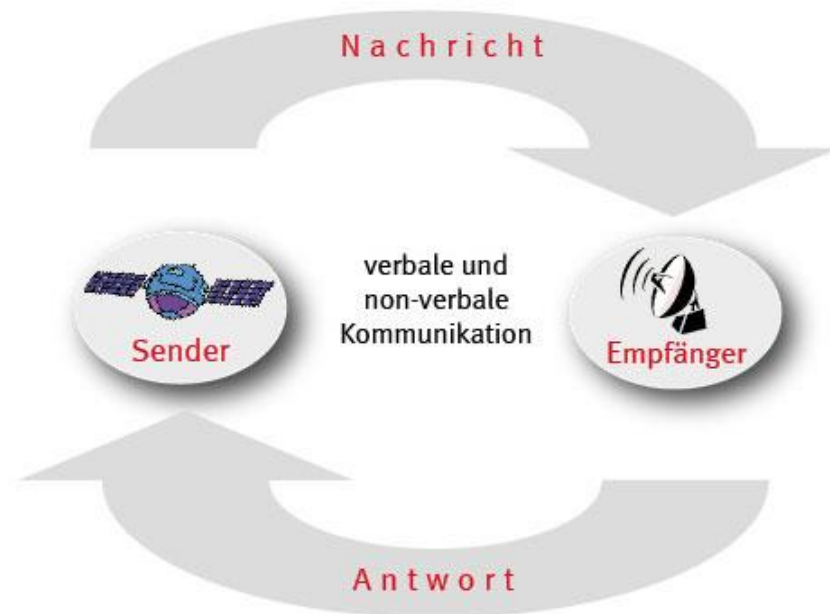 Nachricht
verbale und
non-verbale
Kommunikation
Sender
Empfänger
Antwort